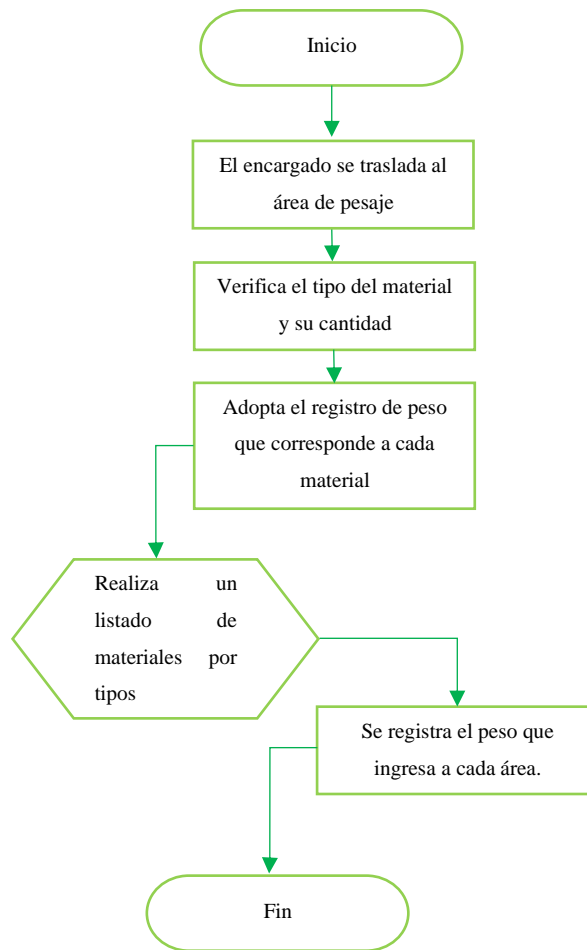 Inicio
El encargado se traslada al
área de pesaje
Verifica el tipo del material
y su cantidad
Adopta el registro de peso
que corresponde a cada
material
Realiza un
listado de
materiales por
tipos
Se registra el peso que
ingresa a cada área.
Fin